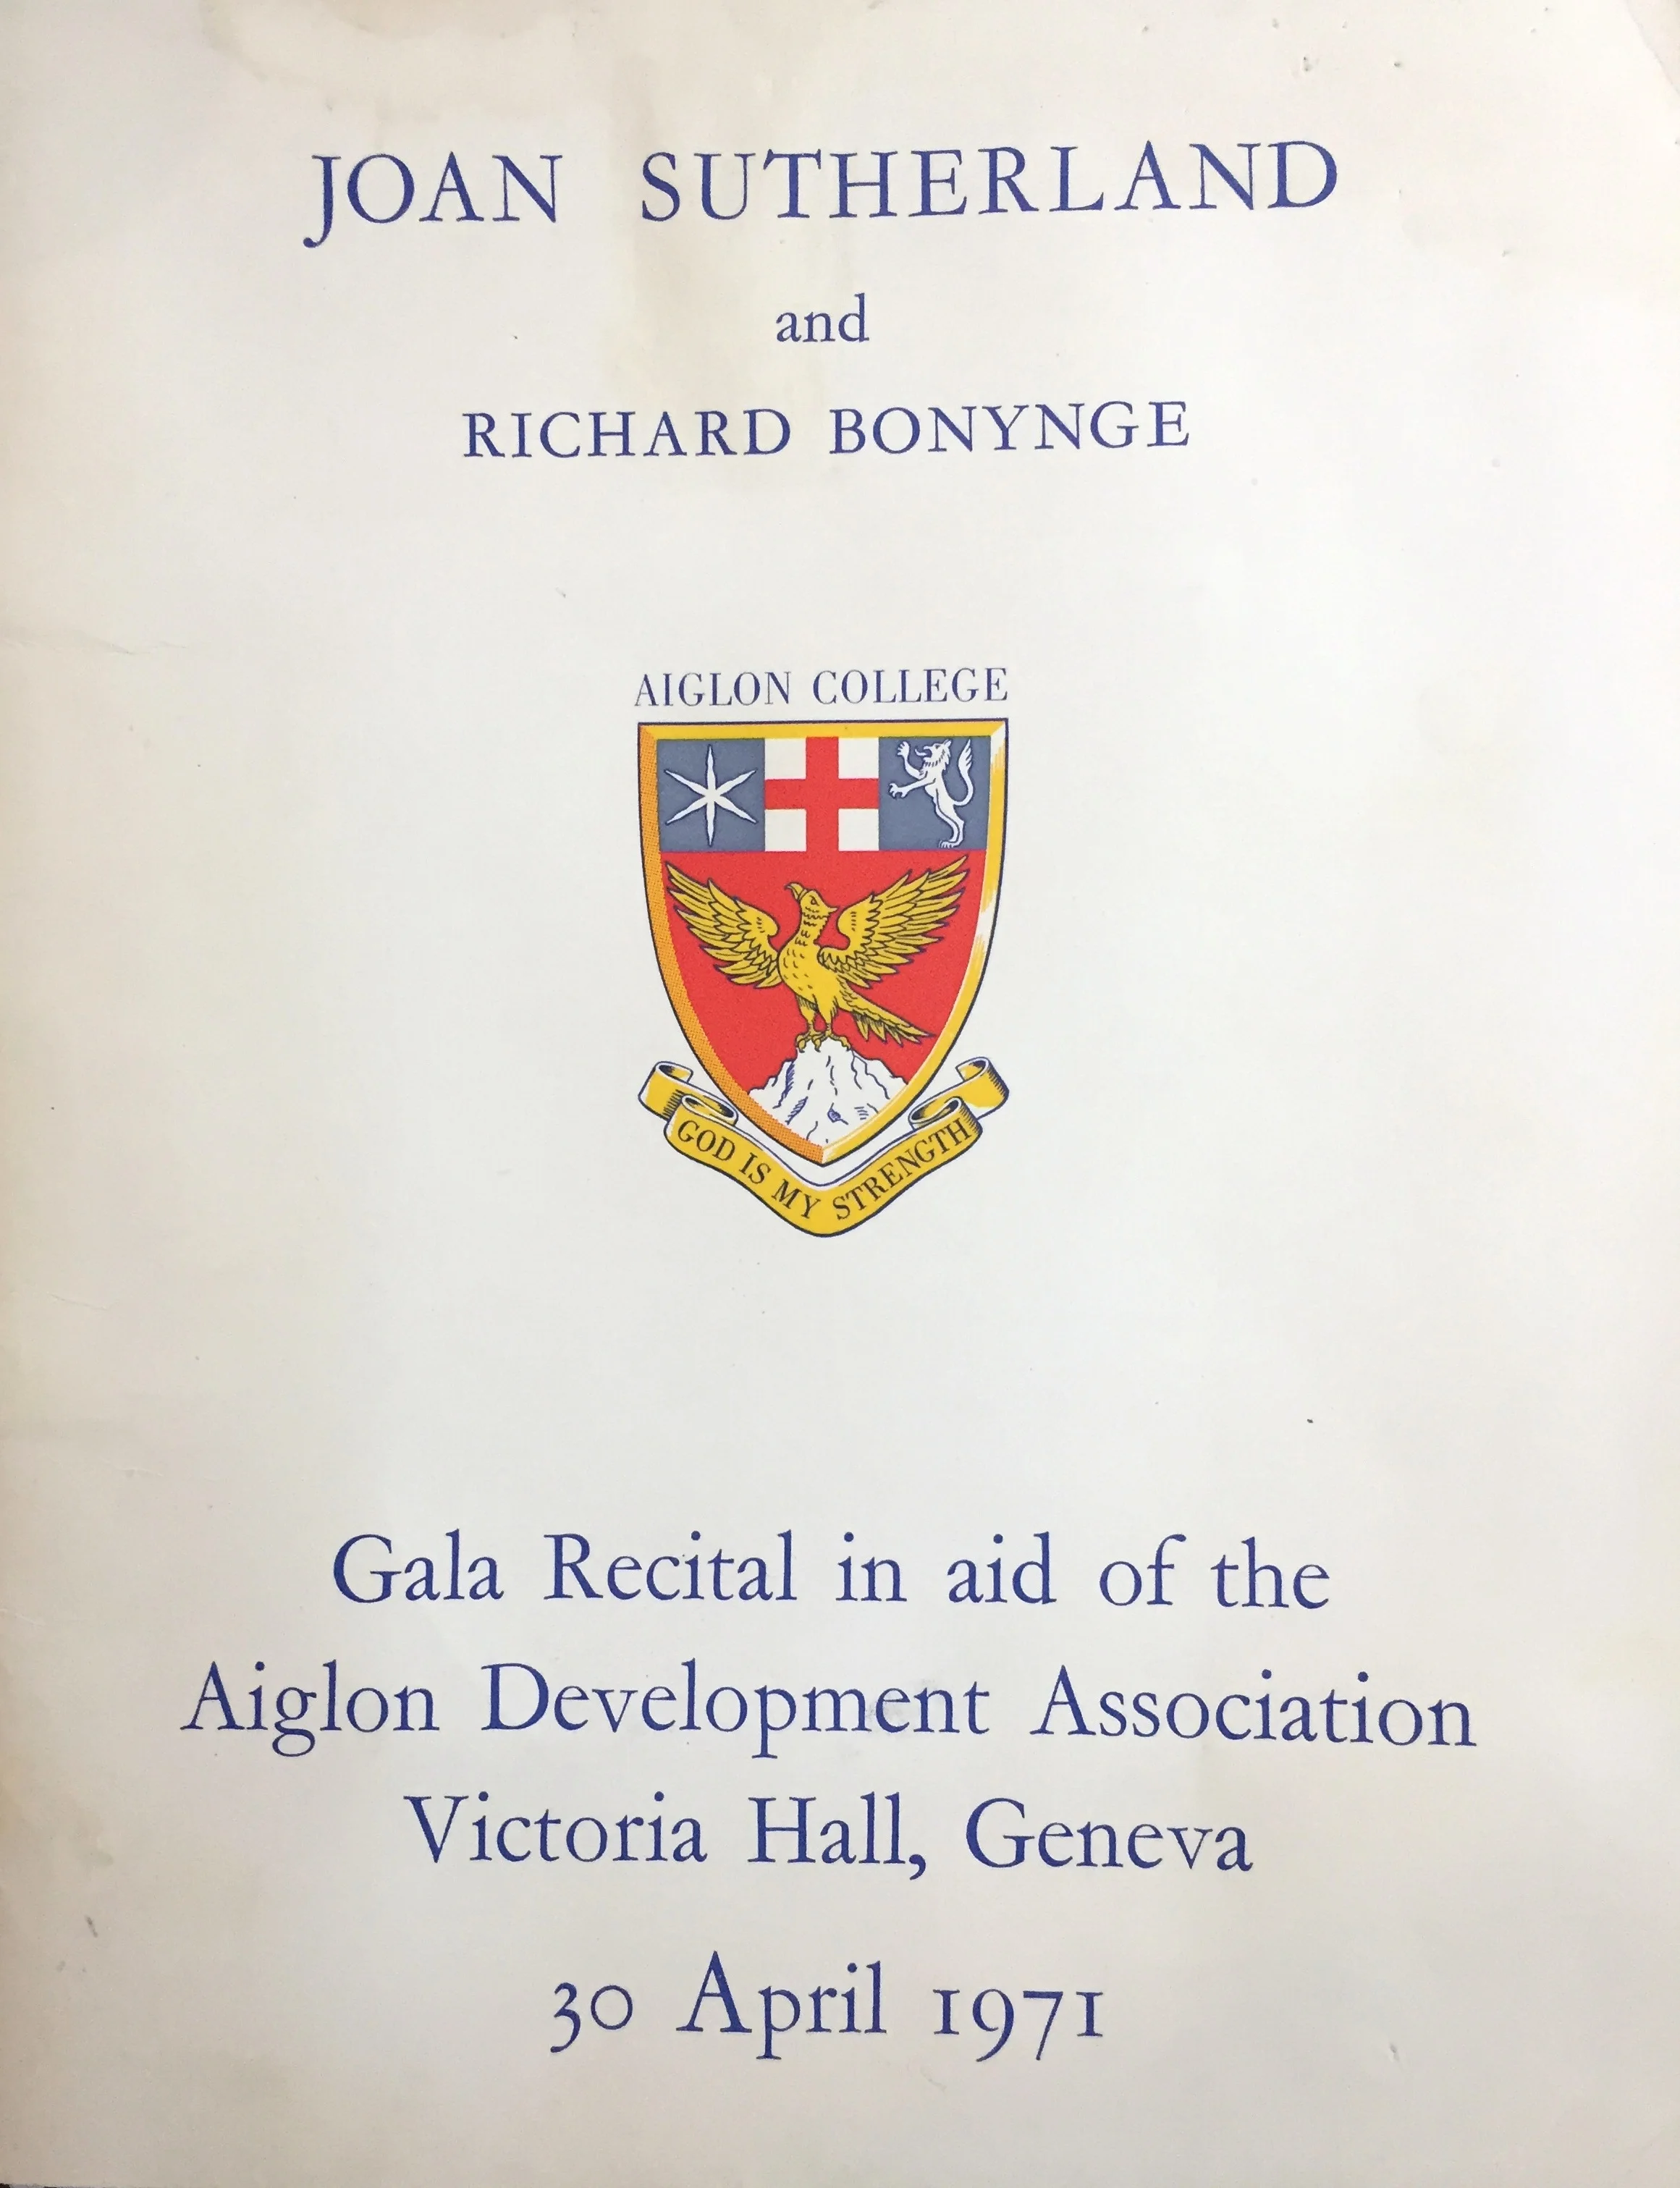 JOAN SUTHERLAND
and
RICHARD BONYNGE
AIGLON COLLEGE
GOD IS MY STRENGTH
Gala Recital in aid of the
Aiglon Development Association
Victoria Hall, Geneva
30 April 1971